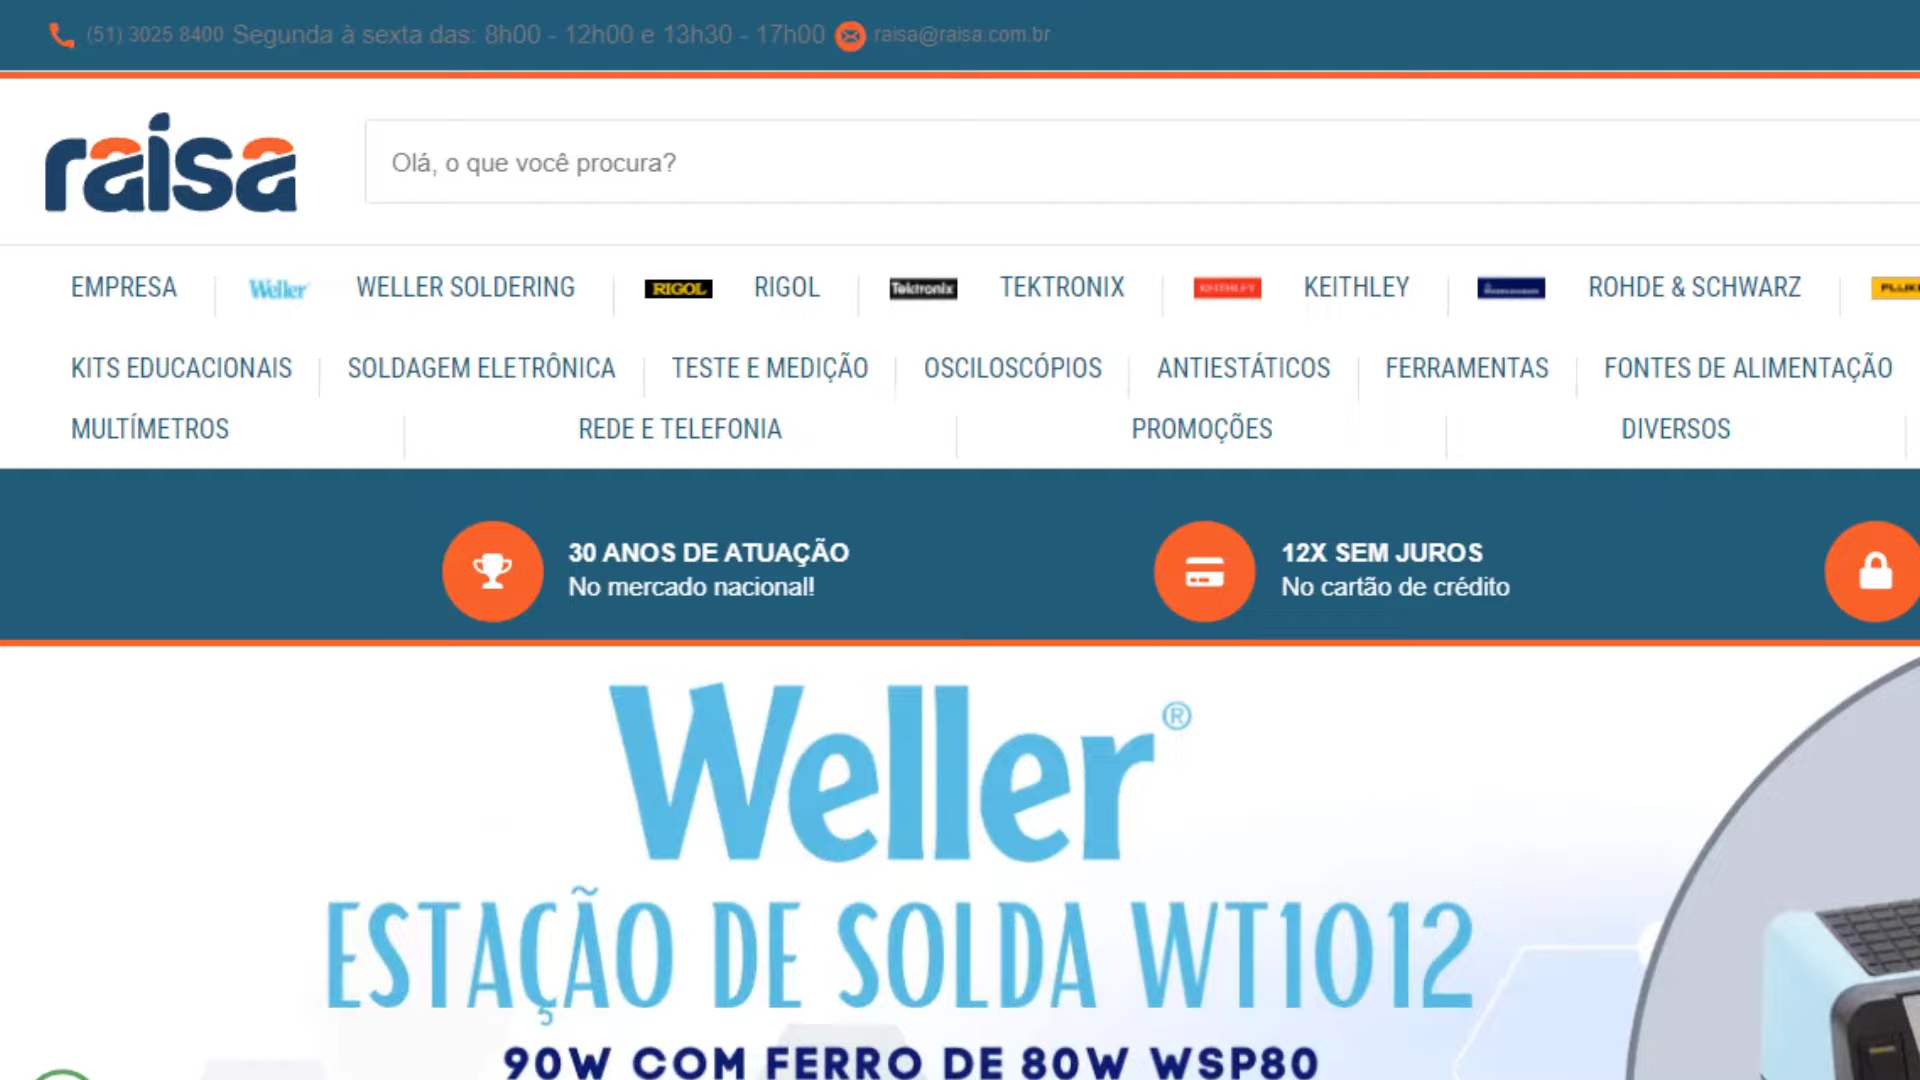 (51) 3025 8400 Segunda à sexta das: 8h00 - 12h00 e 13h30 - 17h00 raisa@raisa.com.br
raisa
Olá, o que você procura?
EMPRESA Weller WELLER SOLDERING RIGOL RIGOL Tektronix TEKTRONIX KEITHLEY KEITHLEY ROHDE & SCHWARZ
KITS EDUCACIONAIS SOLDAGEM ELETRÔNICA TESTE E MEDIÇÃO OSCILOSCÓPIOS ANTIESTÁTICOS FERRAMENTAS FONTES DE ALIMENTAÇÃO
MULTÍMETROS REDE E TELEFONIA PROMOÇÕES DIVERSOS
30 ANOS DE ATUAÇÃO
No mercado nacional!
12X SEM JUROS
No cartão de crédito
Weller®
ESTAÇÃO DE SOLDA WT1012
90W COM FERRO DE 80W WSP80